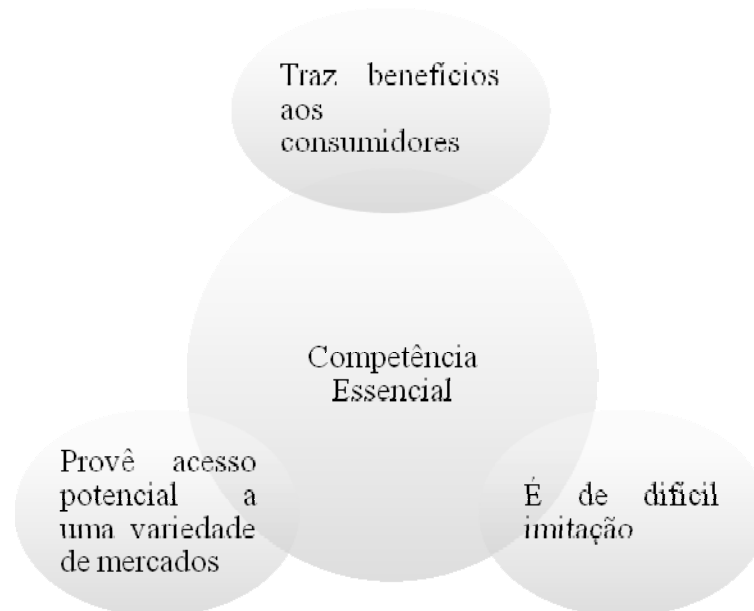 Traz benefícios
aos
consumidores
Competência
Essencial
Provê acesso
potencial a
uma variedade
de mercados
É de difícil
imitação